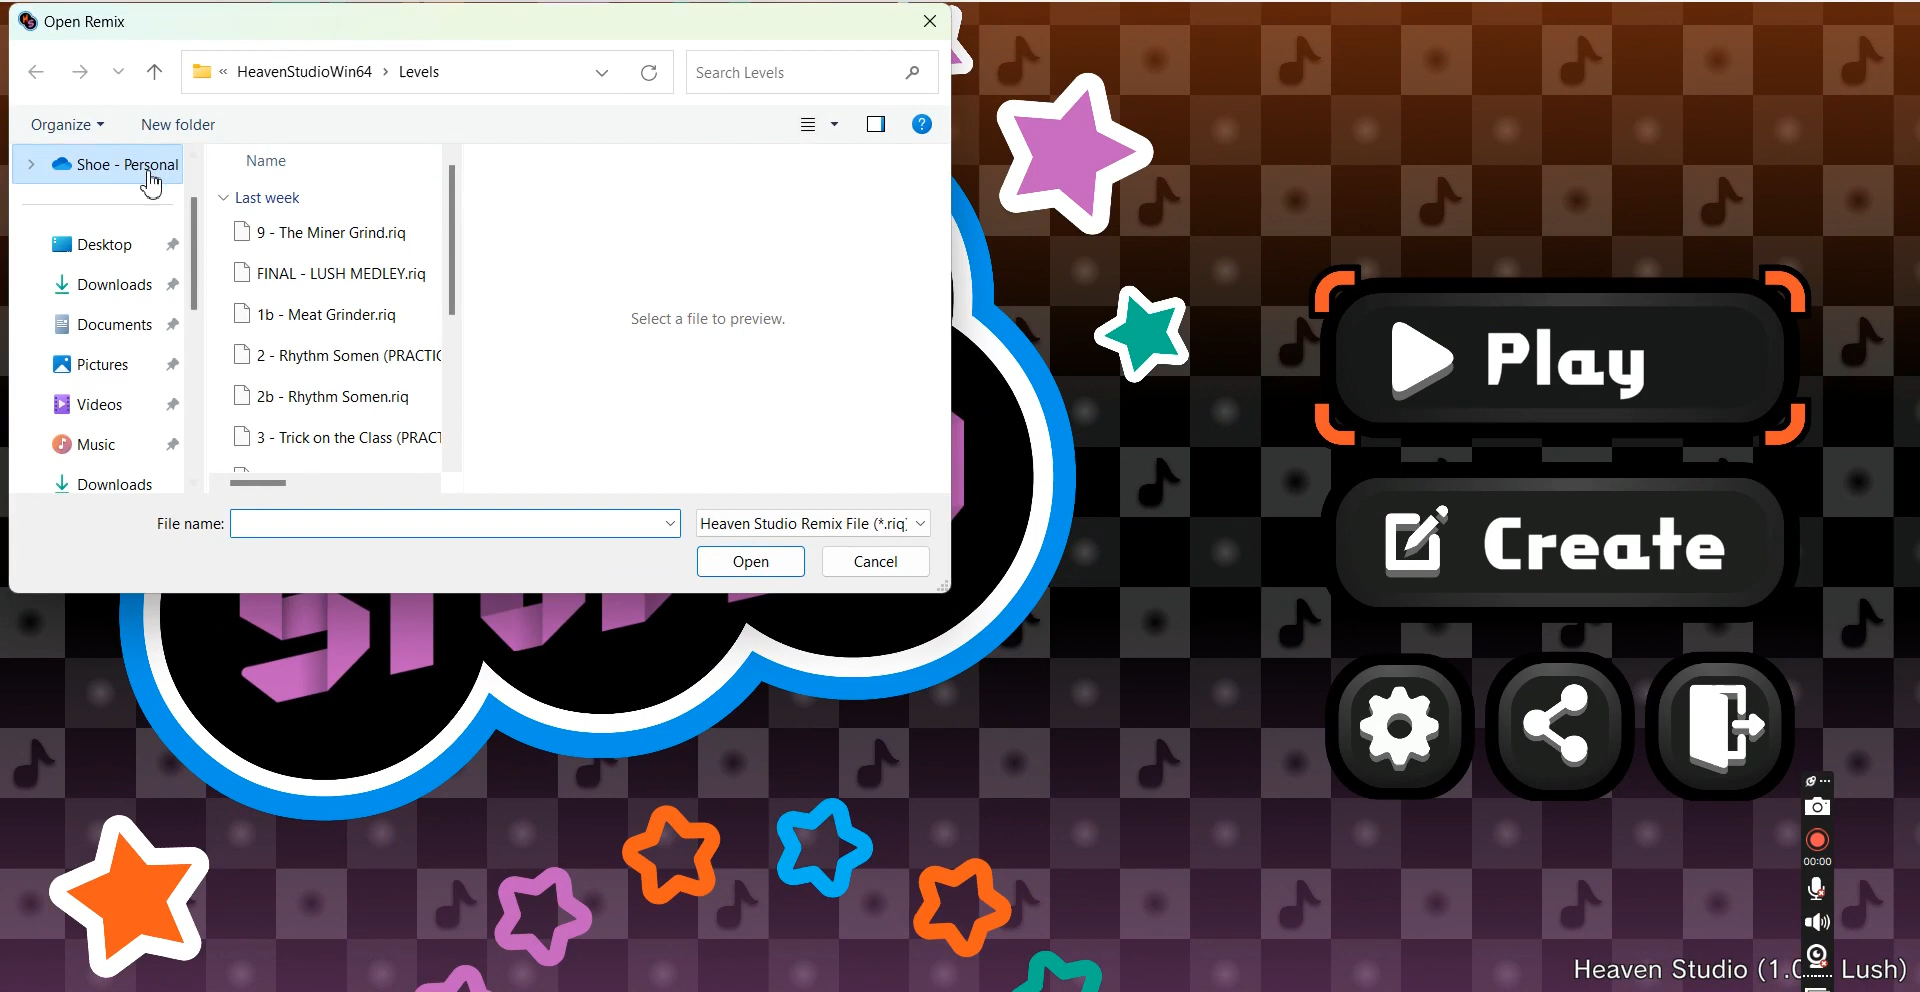 Open Remix
« HeavenStudioWin64 > Levels
Search Levels
Organize
New folder
Shoe - Personal
Desktop
Downloads
Documents
Pictures
Videos
Music
Downloads
Name
Last week
9 - The Miner Grind.riq
FINAL - LUSH MEDLEY.riq
1b - Meat Grinder.riq
2 - Rhythm Somen (PRACTIC
2b - Rhythm Somen.riq
3 - Trick on the Class (PRACT
Select a file to preview.
File name:
Heaven Studio Remix File (*.riq
Open
Cancel
Play
Create
00:00
Heaven Studio (1.0 Lush)